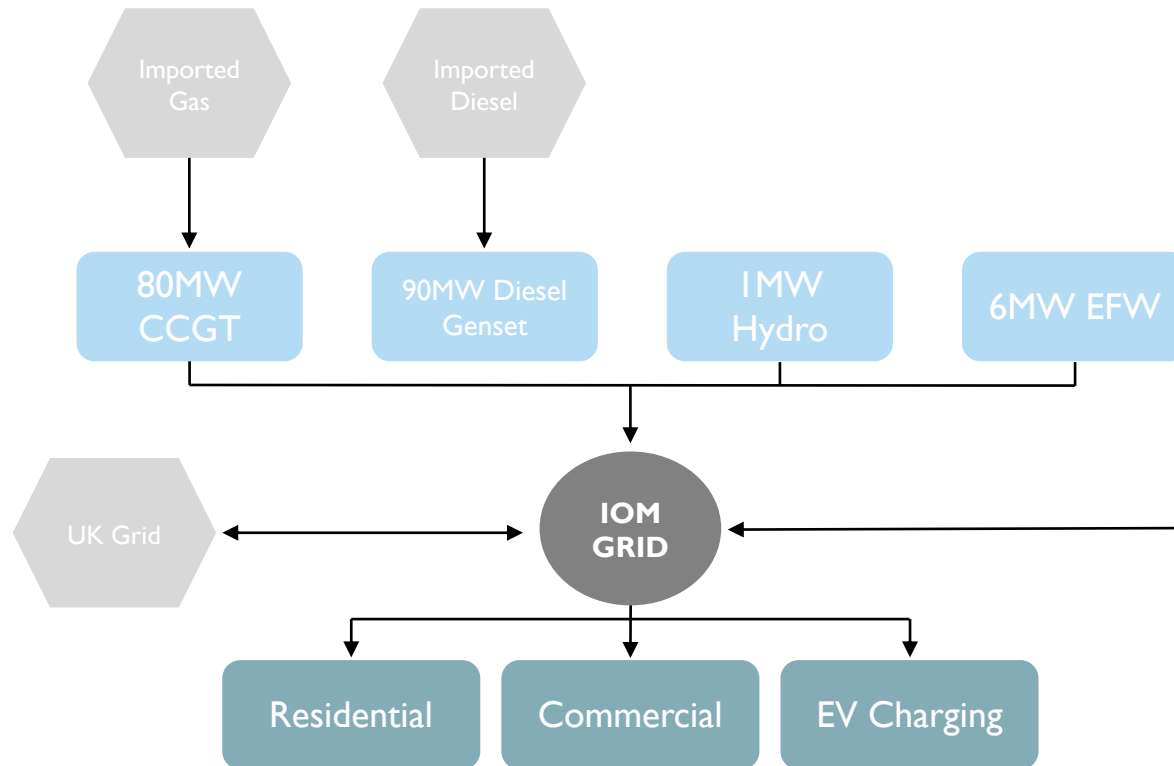 Imported
Gas
Imported
Diesel
80MW
CCGT
90MW Diesel
Genset
1MW
Hydro
6MW EFW
UK Grid
IOM
GRID
Residential
Commercial
EV Charging